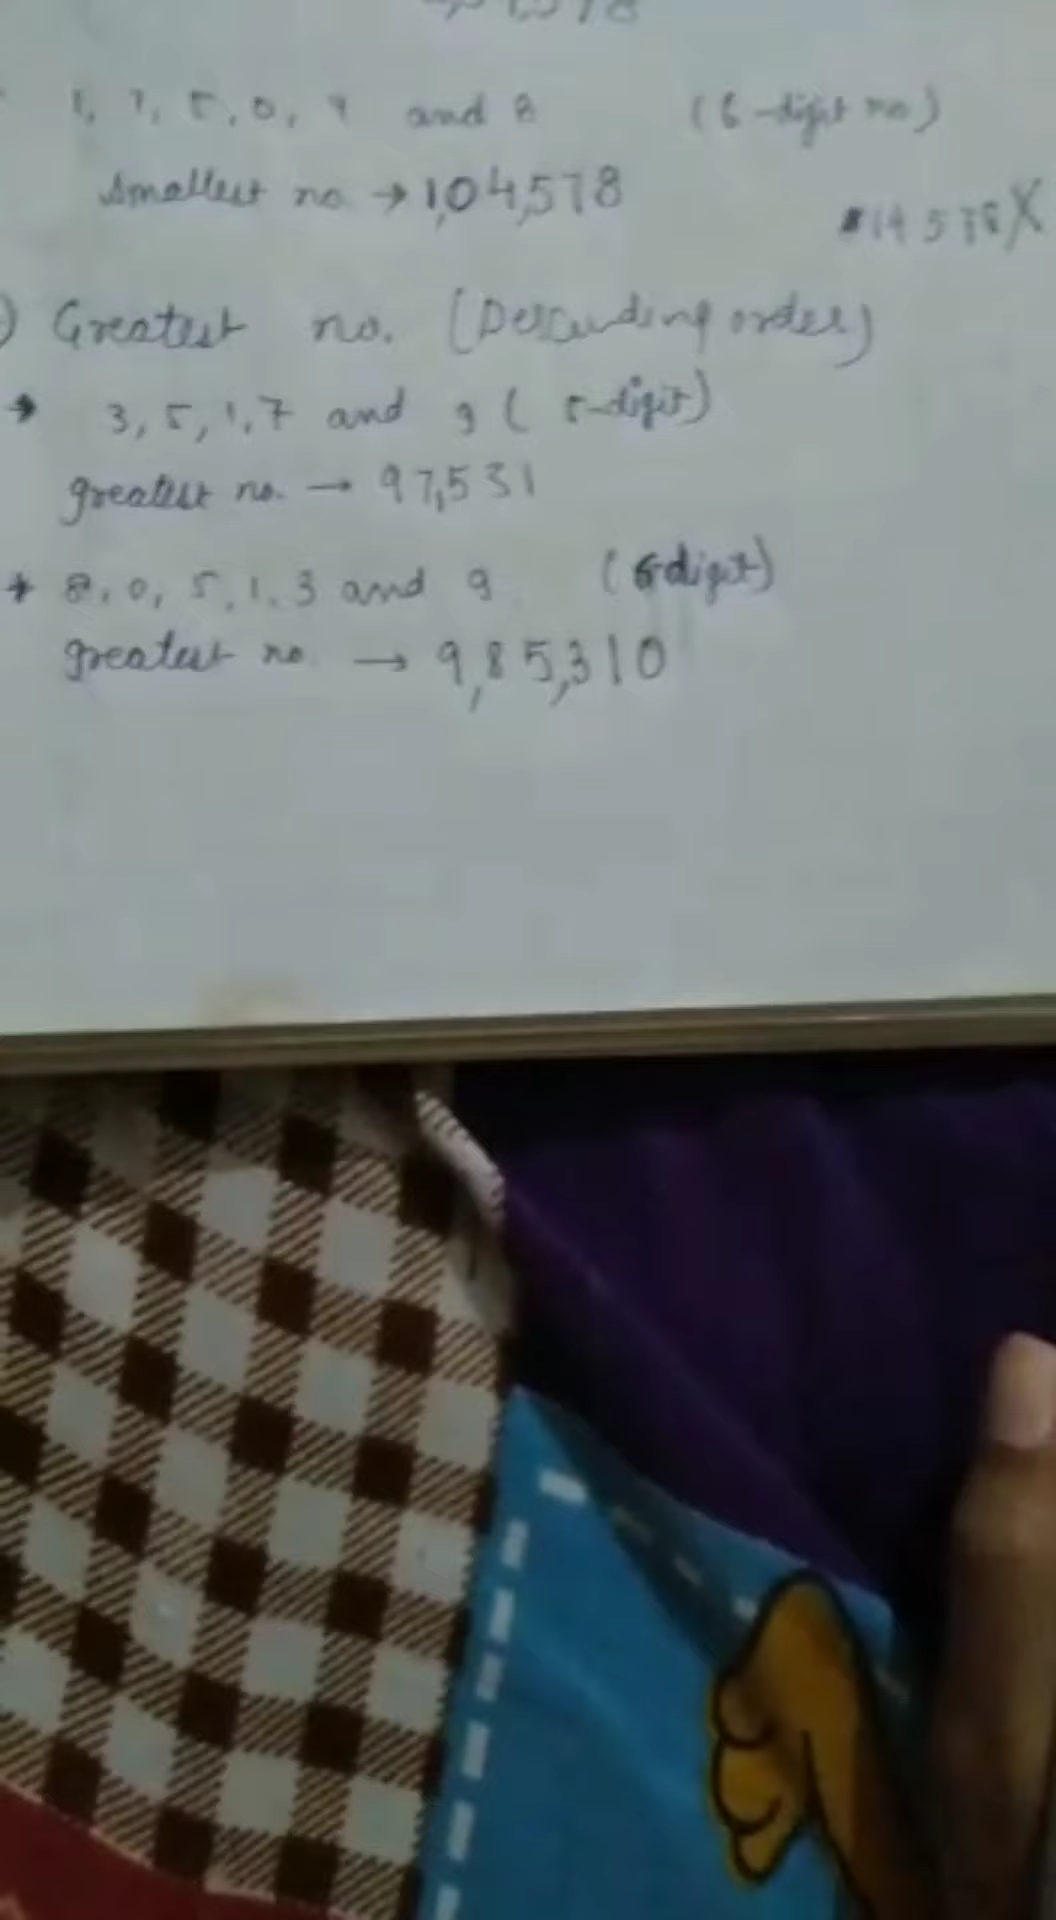 1, 7, 5, 0, 4 and 8 (6-digit no)
smallest no → 1,04,578
14578 X
Greatest no. (Descending order)
→ 3, 5, 1, 7 and 9 (5-digit)
greatest no. → 97,531
* 8, 0, 5, 1, 3 and 9 (6 digit)
greatest no. → 9,85,310